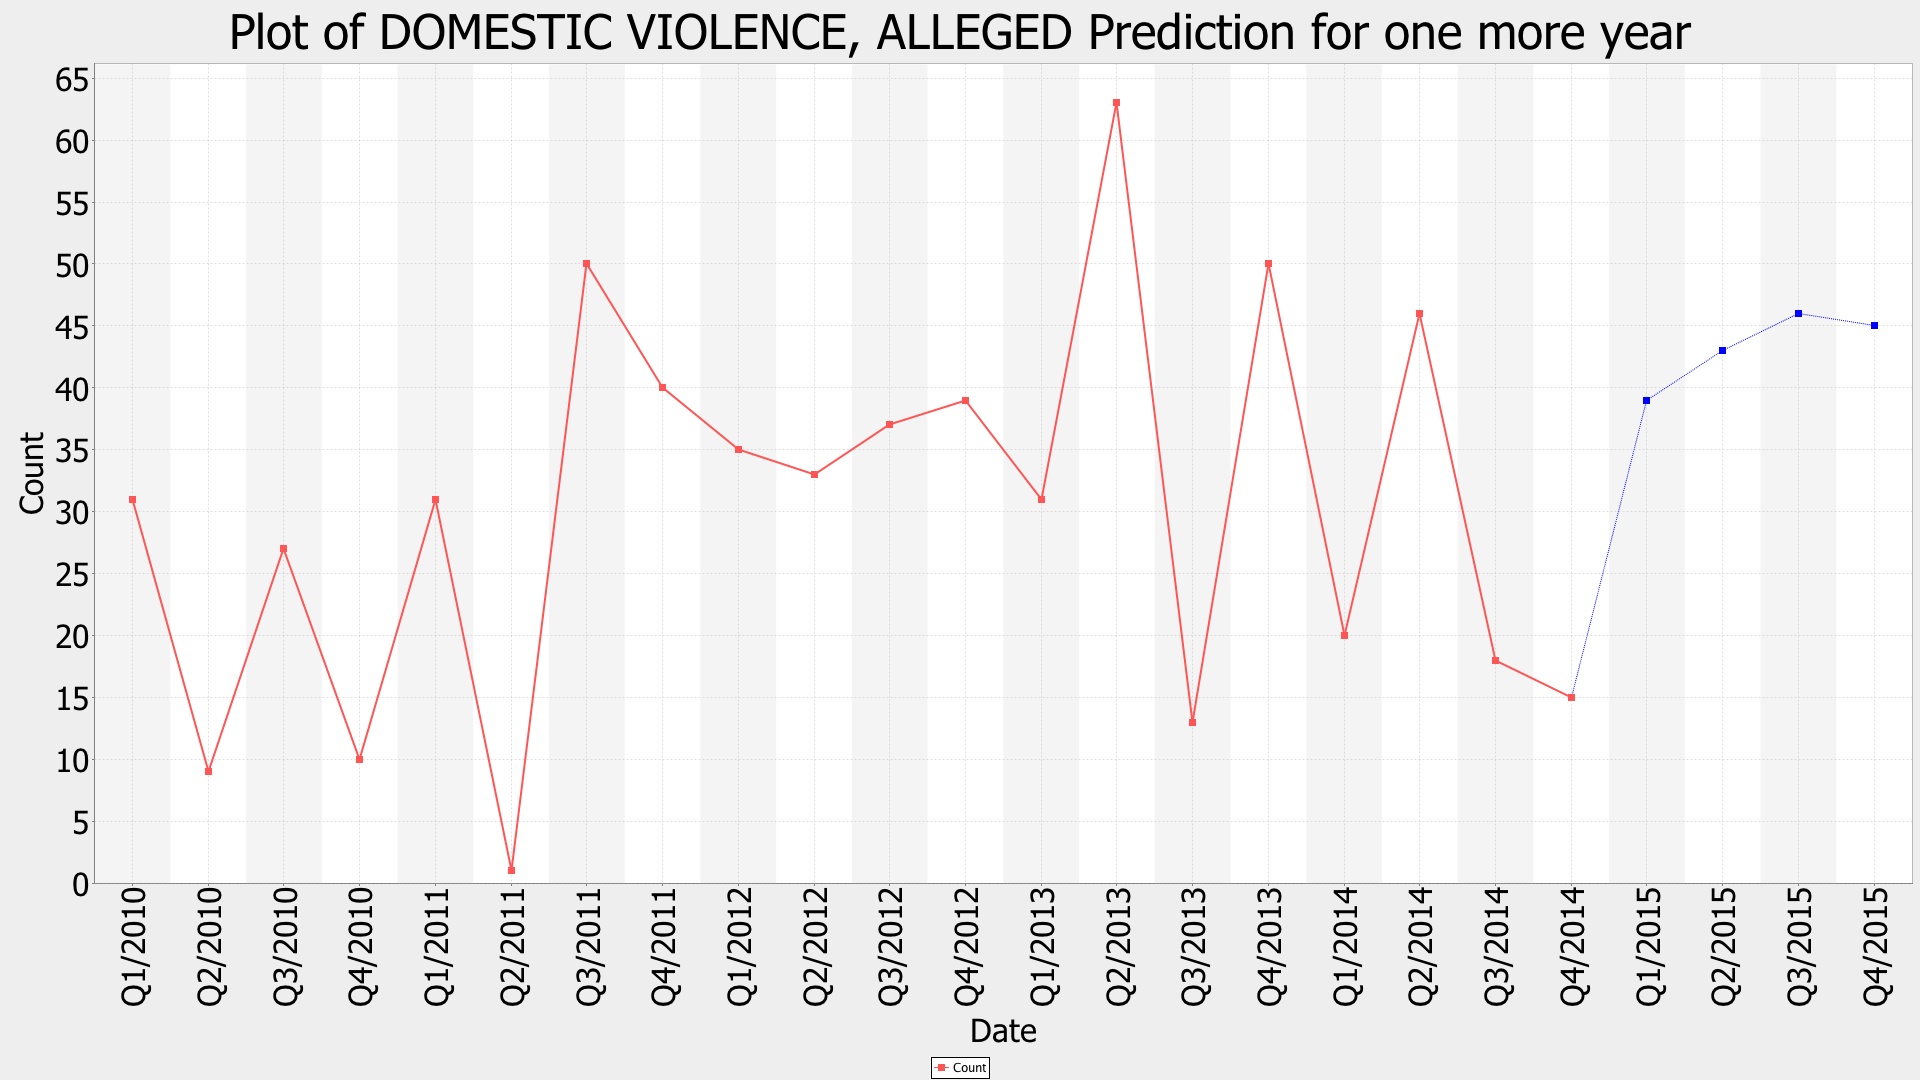 Plot of DOMESTIC VIOLENCE, ALLEGED Prediction for one more year
65
60
55
50
45
40
35
30
25
20
15
10
5
0
Count
Q1/2010
Q2/2010
Q3/2010
Q4/2010
Q1/2011
Q2/2011
Q3/2011
Q4/2011
Q1/2012
Q2/2012
Q3/2012
Q4/2012
Q1/2013
Q2/2013
Q3/2013
Q4/2013
Q1/2014
Q2/2014
Q3/2014
Q4/2014
Q1/2015
Q2/2015
Q3/2015
Q4/2015
Date
Count